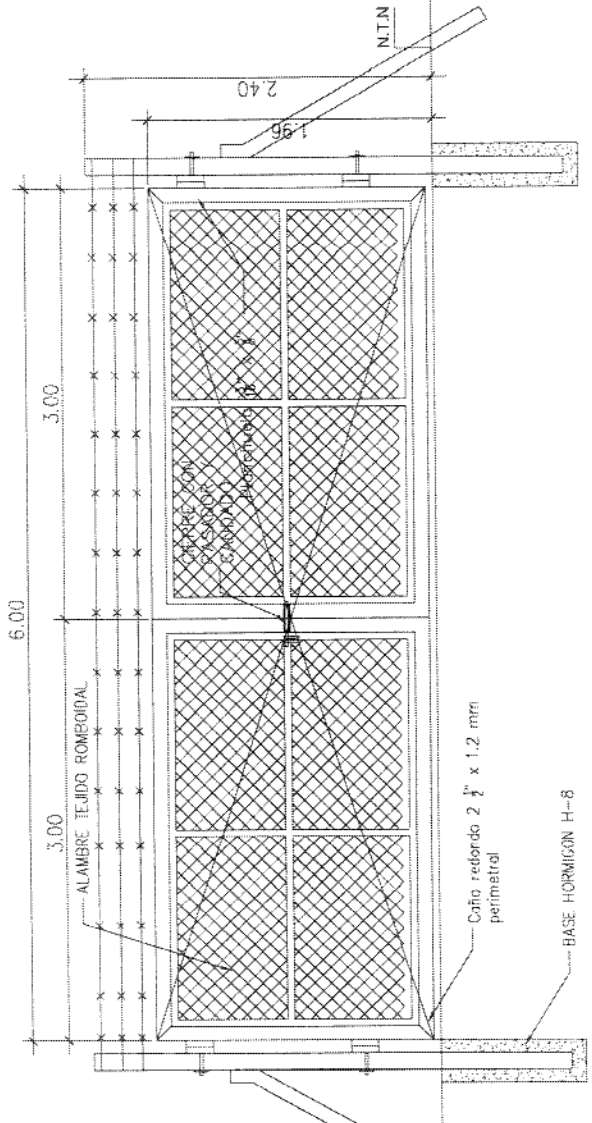 6.00
3.00
3.00
ALAMBRE TEJIDO ROMBOIDAL
2.40
1.96
N.T.N
CIERRE CON
PASADOR Y
CANDADO
Planchuela
Caño redondo 2 1/2" x 1.2 mm
perimetral
BASE HORMIGON H-8